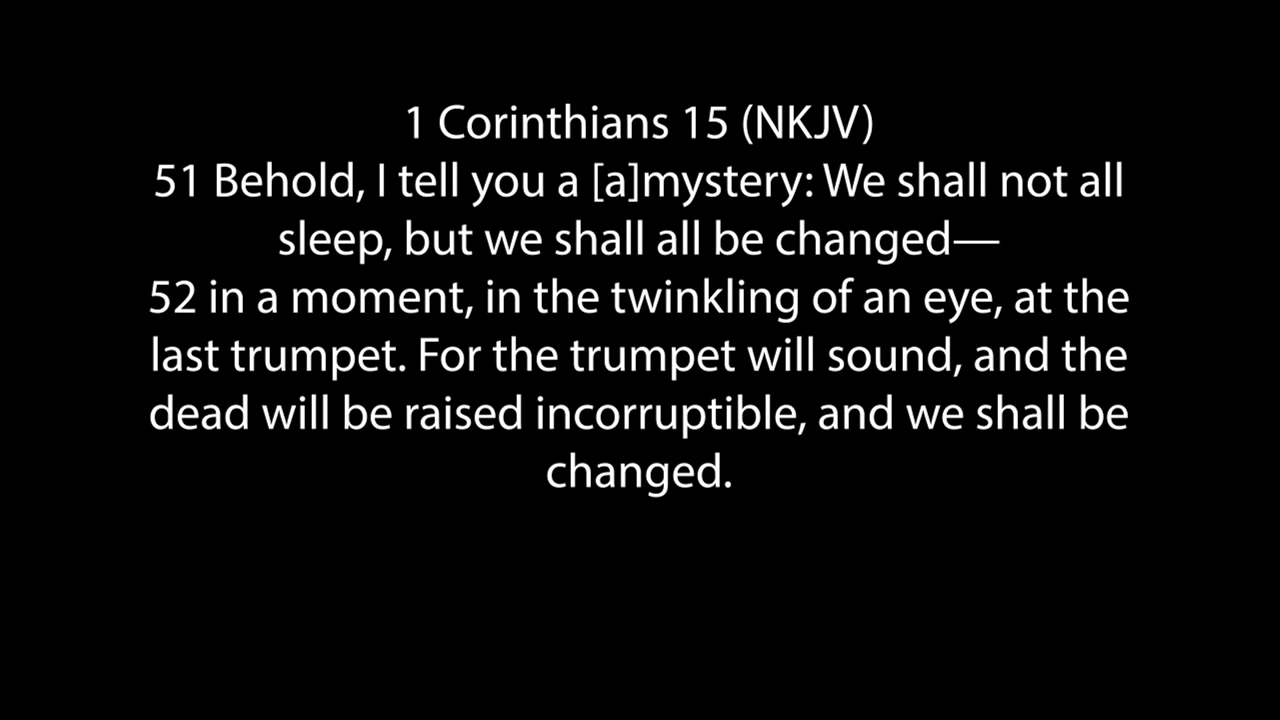 1 Corinthians 15 (NKJV)
51 Behold, I tell you a [a]mystery: We shall not all
sleep, but we shall all be changed—
52 in a moment, in the twinkling of an eye, at the
last trumpet. For the trumpet will sound, and the
dead will be raised incorruptible, and we shall be
changed.